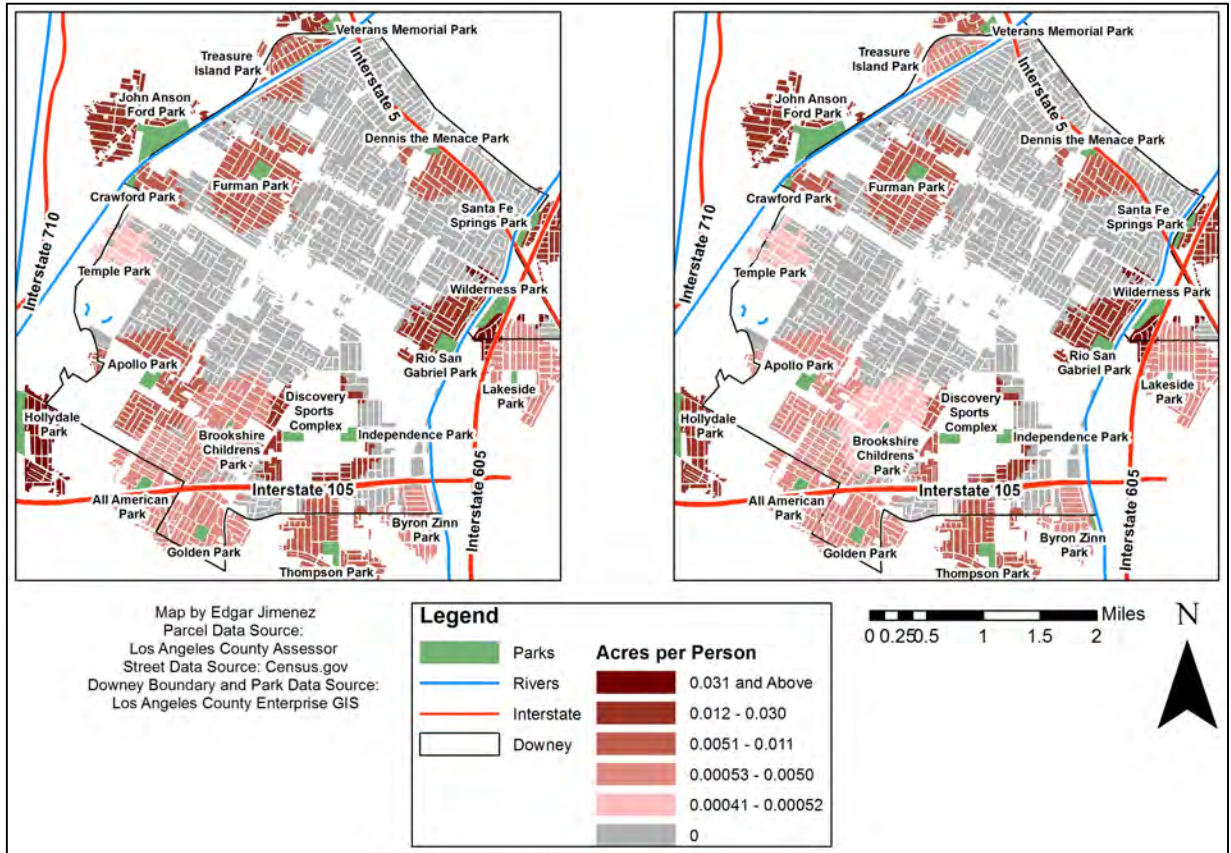 Veterans Memorial Park
Treasure
Island Park
Interstate 5
John Anson
Ford Park
Dennis the Menace Park
Furman Park
Crawford Park
Santa Fe
Springs Park
Interstate 710
Temple Park
Wilderness Park
Apollo Park
Rio San
Gabriel Park
Lakeside
Park
Discovery
Sports
Complex
Hollydale
Park
Brookshire
Childrens
Park
Independence Park
Interstate 605
All American
Park
Interstate 105
Golden Park
Byron Zinn
Park
Thompson Park
Veterans Memorial Park
Treasure
Island Park
Interstate 5
John Anson
Ford Park
Dennis the Menace Park
Furman Park
Crawford Park
Santa Fe
Springs Park
Interstate 710
Temple Park
Wilderness Park
Apollo Park
Rio San
Gabriel Park
Lakeside
Park
Discovery
Sports
Complex
Hollydale
Park
Brookshire
Childrens
Park
Independence Park
Interstate 605
All American
Park
Interstate 105
Golden Park
Byron Zinn
Park
Thompson Park
Map by Edgar Jimenez
Parcel Data Source:
Los Angeles County Assessor
Street Data Source: Census.gov
Downey Boundary and Park Data Source:
Los Angeles County Enterprise GIS
Legend
Parks
Rivers
Interstate
Downey
Acres per Person
0.031 and Above
0.012 - 0.030
0.0051 - 0.011
0.00053 - 0.0050
0.00041 - 0.00052
0
Miles
0 0.25 0.5 1 1.5 2
N